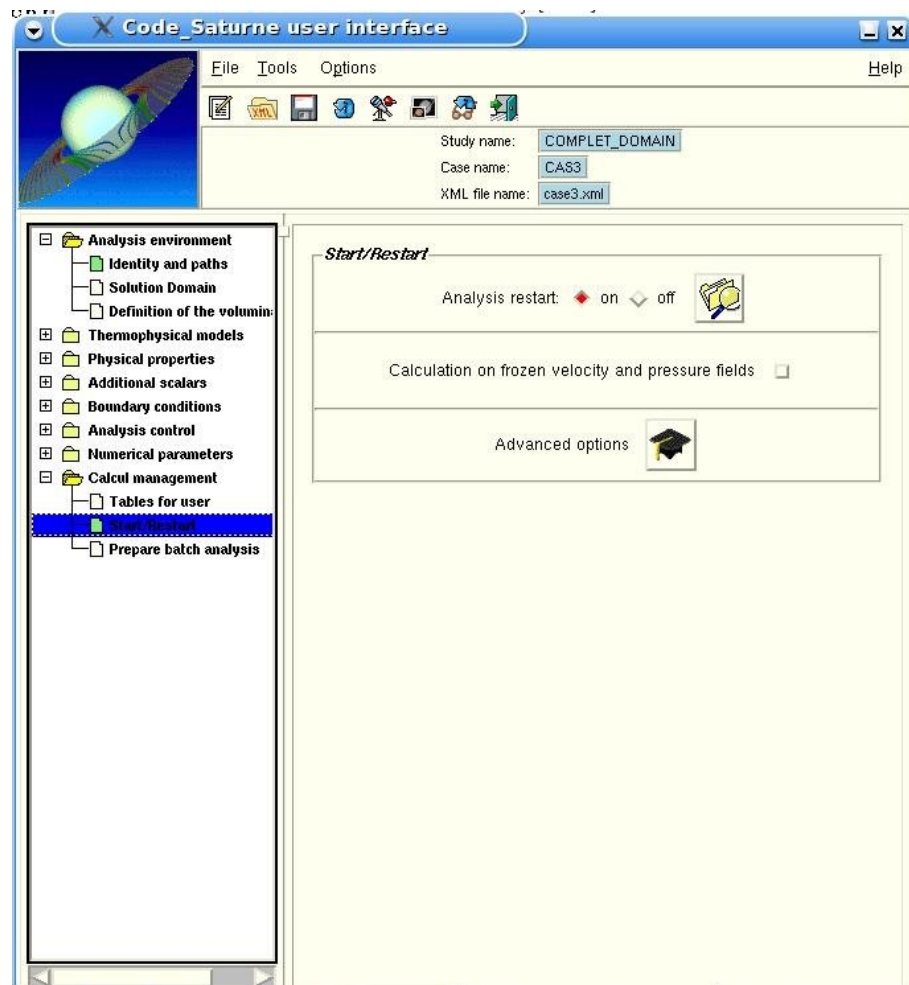 Code_Saturne user interface
File Tools Options Help
XML
Study name: COMPLET_DOMAIN
Case name: CAS3
XML file name: case3.xml
Analysis environment
Identity and paths
Solution Domain
Definition of the volumin
Thermophysical models
Physical properties
Additional scalars
Boundary conditions
Analysis control
Numerical parameters
Calcul management
Tables for user
Start/Restart
Prepare batch analysis
Start/Restart
Analysis restart: on off
Calculation on frozen velocity and pressure fields
Advanced options